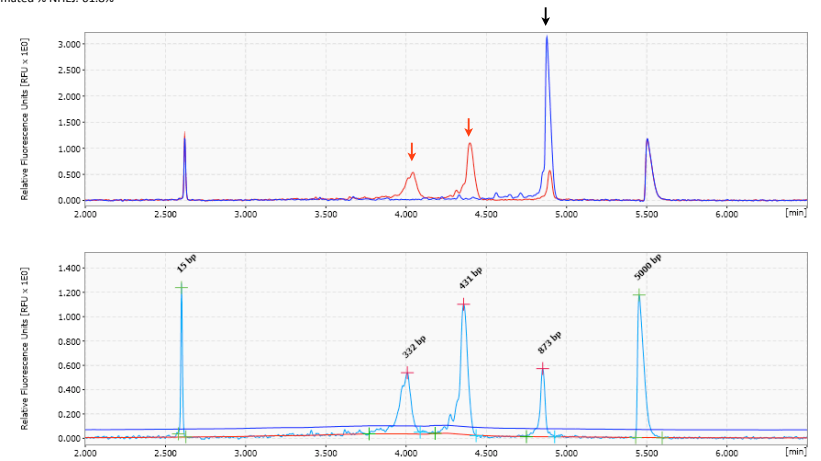 Relative Fluorescence Units [RFU x 1E0]
3.000
2.500
2.000
1.500
1.000
0.500
0.000
2.000 2.500 3.000 3.500 4.000 4.500 5.000 5.500 6.000 [min]
Relative Fluorescence Units [RFU x 1E0]
1.400
1.200
1.000
0.800
0.600
0.400
0.200
0.000
15 bp
332 bp
431 bp
873 bp
5000 bp
2.000 2.500 3.000 3.500 4.000 4.500 5.000 5.500 6.000 [min]